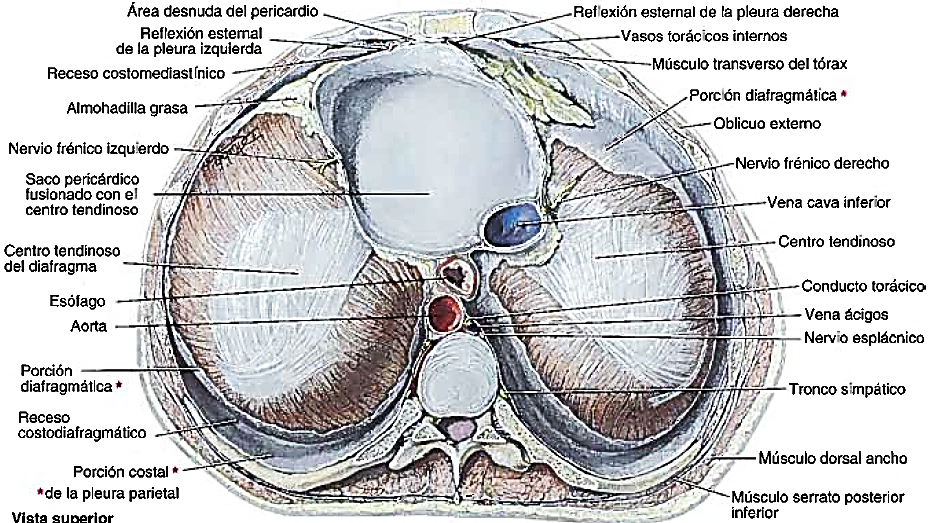 Área desnuda del pericardio
Reflexión esternal
de la pleura izquierda
Receso costomediastínico
Almohadilla grasa
Nervio frénico izquierdo
Saco pericárdico
fusionado con el
centro tendinoso
Centro tendinoso
del diafragma
Esófago
Aorta
Porción
diafragmática *
Receso
costodiafragmático
Porción costal *
*de la pleura parietal
Vista superior
Reflexión esternal de la pleura derecha
Vasos torácicos internos
Músculo transverso del tórax
Porción diafragmática *
Oblicuo externo
Nervio frénico derecho
Vena cava inferior
Centro tendinoso
Conducto torácico
Vena ácigos
Nervio esplácnico
Tronco simpático
Músculo dorsal ancho
Músculo serrato posterior
inferior